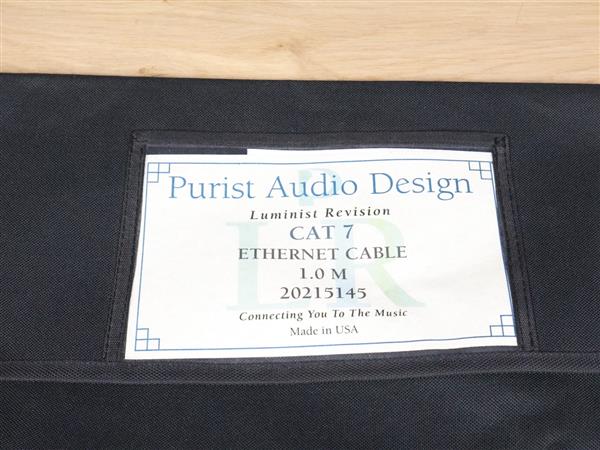 Purist Audio Design
Luminist Revision
CAT 7
ETHERNET CABLE
1.0 M
20215145
Connecting You To The Music
Made in USA